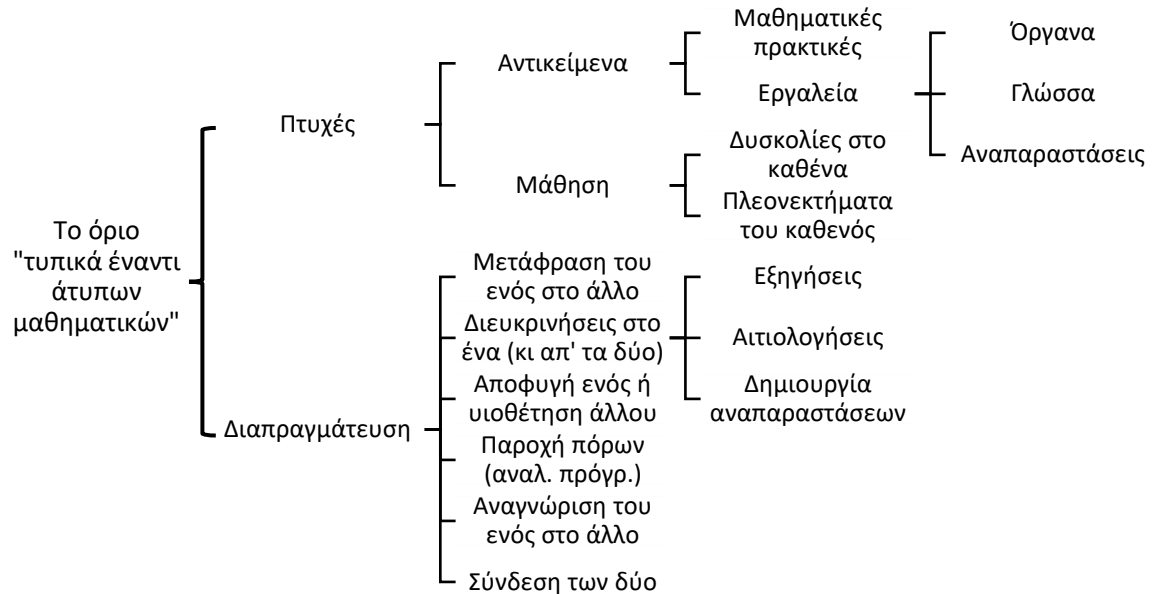 Το όριο
"τυπικά έναντι
άτυπων
μαθηματικών"
Πτυχές
Αντικείμενα
Μαθηματικές
πρακτικές
Εργαλεία
Όργανα
Γλώσσα
Αναπαραστάσεις
Μάθηση
Δυσκολίες στο
καθένα
Πλεονεκτήματα
του καθενός
Διαπραγμάτευση
Μετάφραση του
ενός στο άλλο
Διευκρινήσεις στο
ένα (κι απ' τα δύο)
Εξηγήσεις
Αιτιολογήσεις
Δημιουργία
αναπαραστάσεων
Αποφυγή ενός ή
υιοθέτηση άλλου
Παροχή πόρων
(αναλ. πρόγρ.)
Αναγνώριση του
ενός στο άλλο
Σύνδεση των δύο